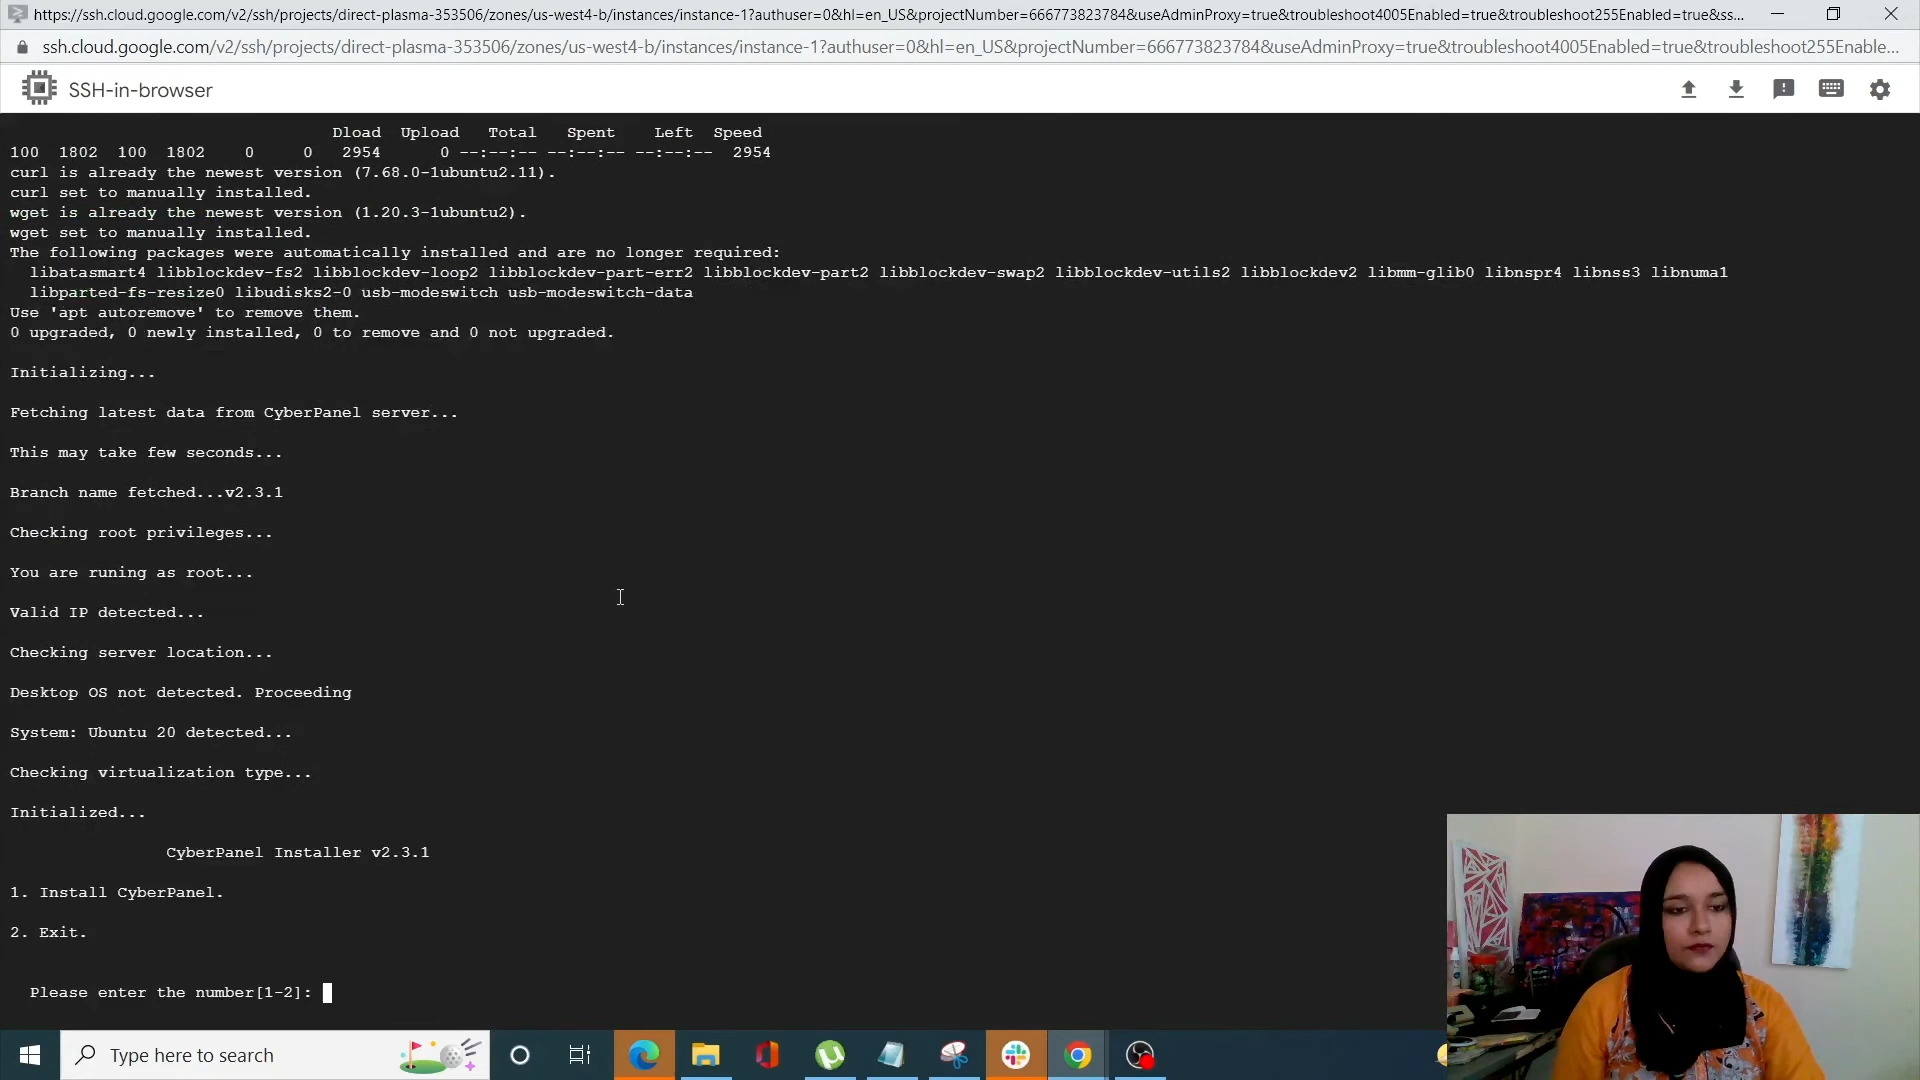 https://ssh.cloud.google.com/v2/ssh/projects/direct-plasma-353506/zones/us-west4-b/instances/instance-1?authuser=0&hl=en_US&projectNumber=666773823784&useAdminProxy=true&troubleshoot4005Enabled=true&troubleshoot255Enabled=true&ss...
ssh.cloud.google.com/v2/ssh/projects/direct-plasma-353506/zones/us-west4-b/instances/instance-1?authuser=0&hl=en_US&projectNumber=666773823784&useAdminProxy=true&troubleshoot4005Enabled=true&troubleshoot255Enable...
SSH-in-browser
Dload Upload Total Spent Left Speed
100 1802 100 1802 0 0 2954 0 --:--:-- --:--:-- --:--:-- 2954
curl is already the newest version (7.68.0-1ubuntu2.11).
curl set to manually installed.
wget is already the newest version (1.20.3-1ubuntu2).
wget set to manually installed.
The following packages were automatically installed and are no longer required:
libatasmart4 libblockdev-fs2 libblockdev-loop2 libblockdev-part-err2 libblockdev-part2 libblockdev-swap2 libblockdev-utils2 libblockdev2 libmm-glib0 libnspr4 libnss3 libnuma1
libparted-fs-resize0 libudisks2-0 usb-modeswitch usb-modeswitch-data
Use 'apt autoremove' to remove them.
0 upgraded, 0 newly installed, 0 to remove and 0 not upgraded.
Initializing...
Fetching latest data from CyberPanel server...
This may take few seconds...
Branch name fetched...v2.3.1
Checking root privileges...
You are runing as root...
Valid IP detected...
Checking server location...
Desktop OS not detected. Proceeding
System: Ubuntu 20 detected...
Checking virtualization type...
Initialized...
CyberPanel Installer v2.3.1
1. Install CyberPanel.
2. Exit.
Please enter the number[1-2]:
Type here to search